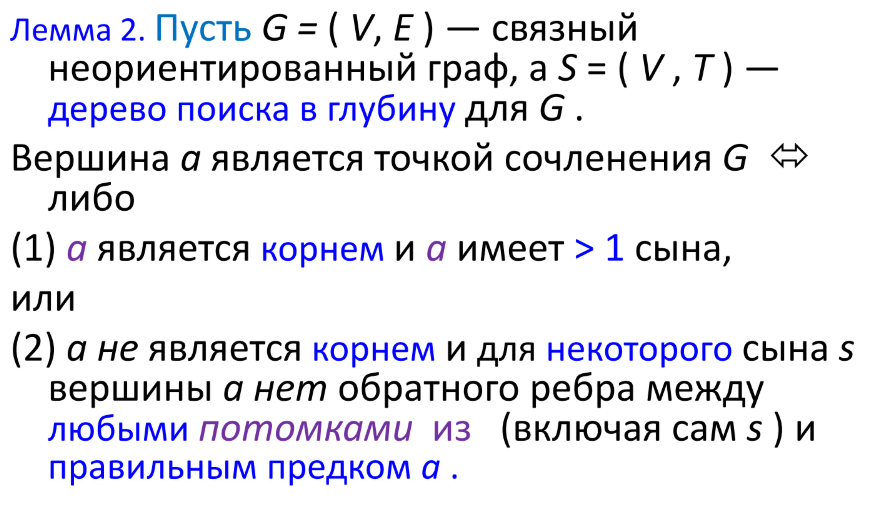 Лемма 2. Пусть G = ( V, E ) — связный
неориентированный граф, а S = ( V , T ) —
дерево поиска в глубину для G .
Вершина a является точкой сочленения G ⇔
либо
(1) a является корнем и a имеет > 1 сына,
или
(2) a не является корнем и для некоторого сына s
вершины a нет обратного ребра между
любыми потомками из (включая сам s ) и
правильным предком a .